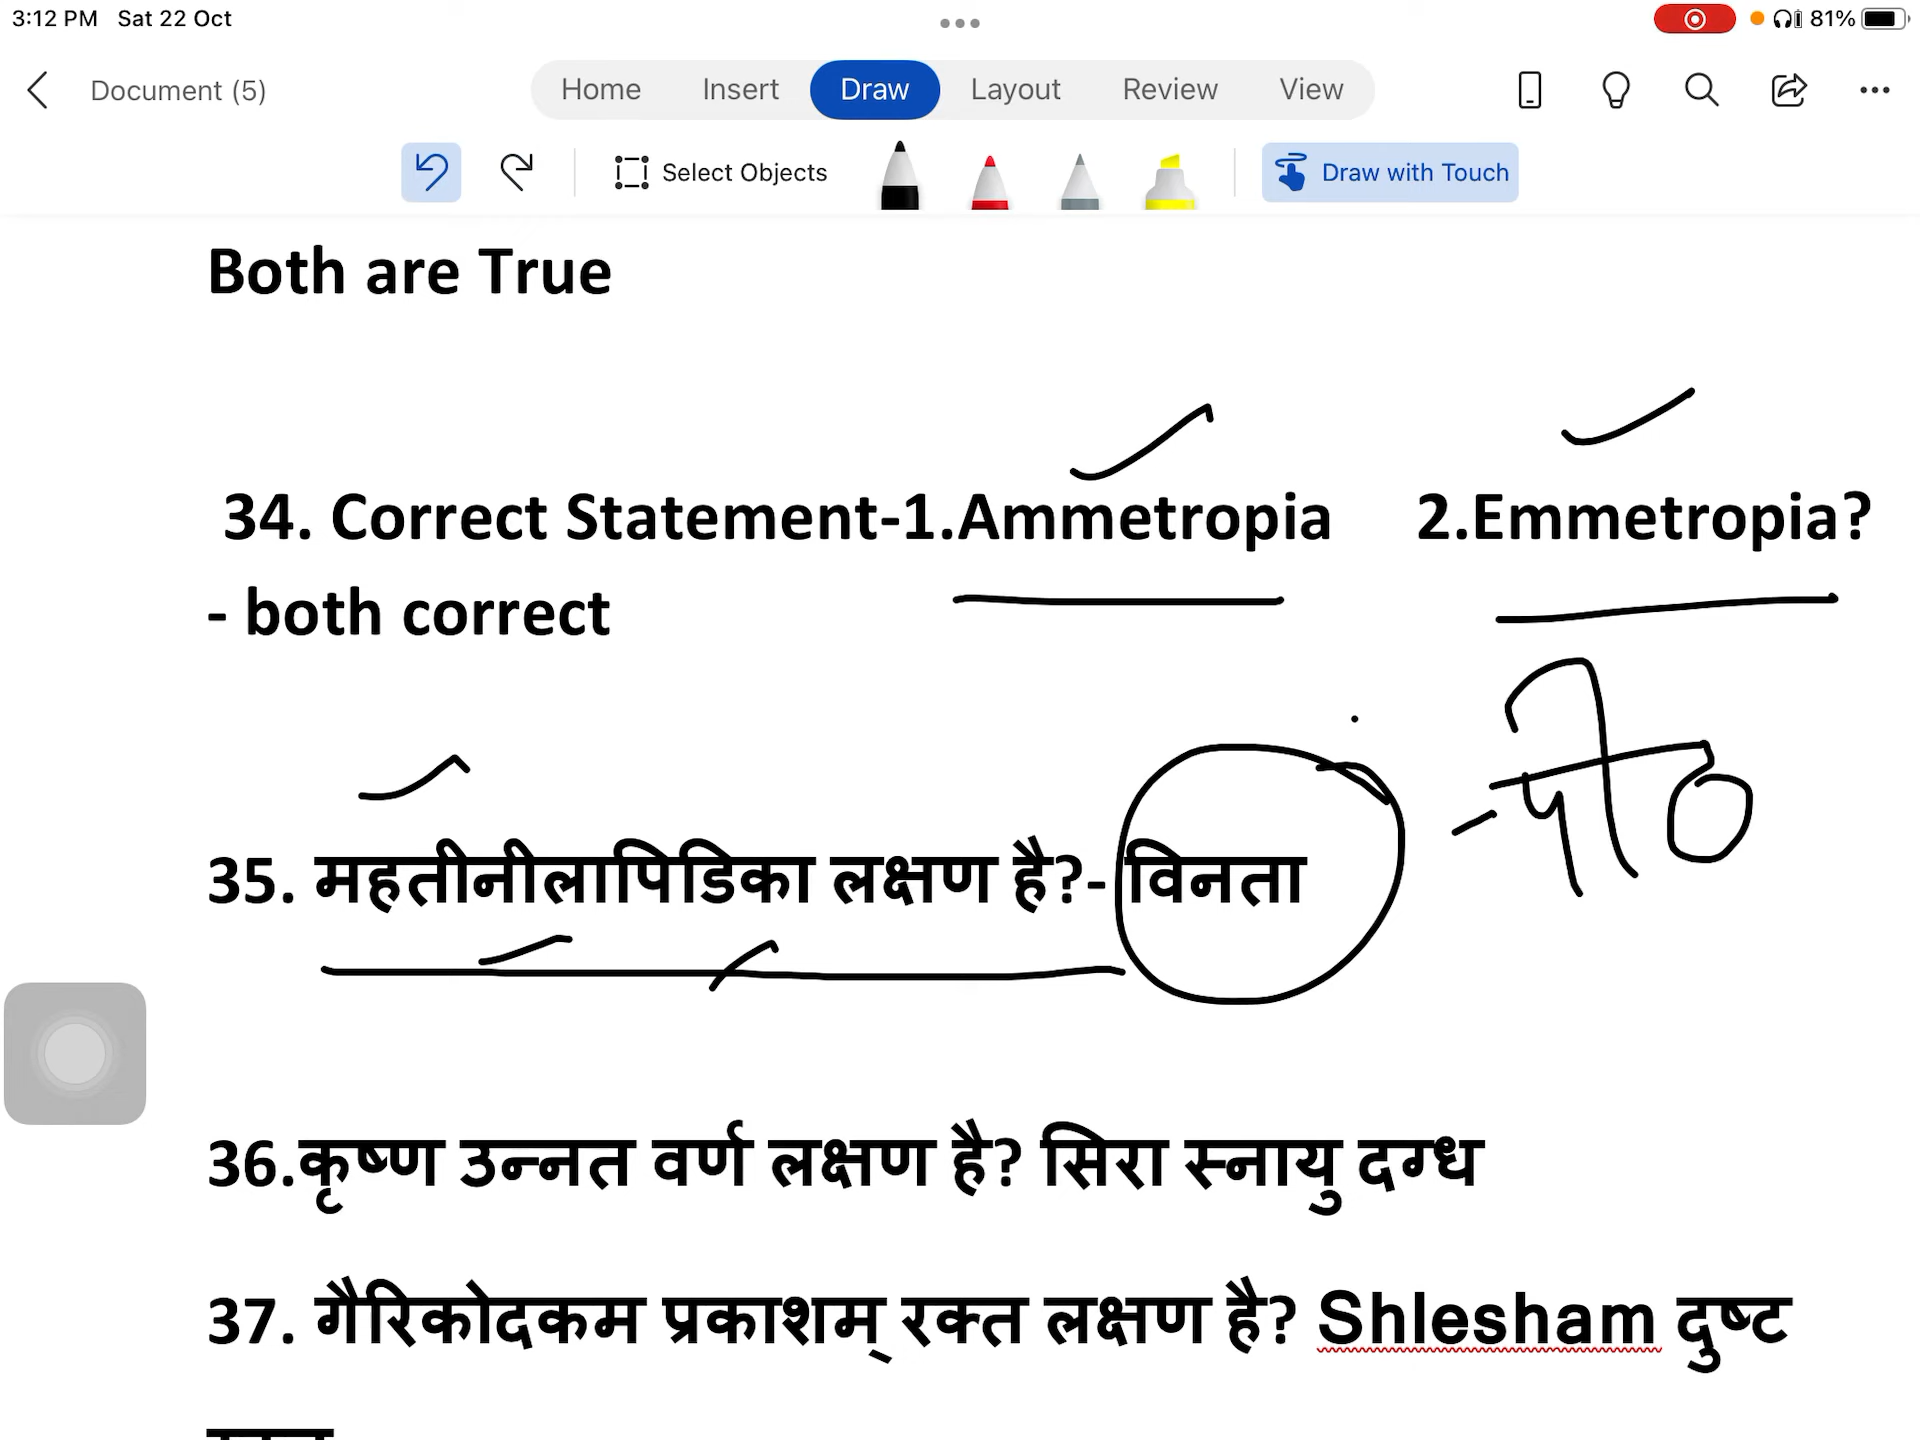 3:12 PM Sat 22 Oct
81%
Document (5)
Home Insert Draw Layout Review View
Select Objects
Draw with Touch
Both are True
34. Correct Statement-1.Ammetropia 2.Emmetropia?
- both correct
35. महतीनीलापिडिका लक्षण है?- विनता
36.कृष्ण उन्नत वर्ण लक्षण है? सिरा स्नायु दग्ध
37. गैरिकोदकम प्रकाशम् रक्त लक्षण है? Shlesham दुष्ट